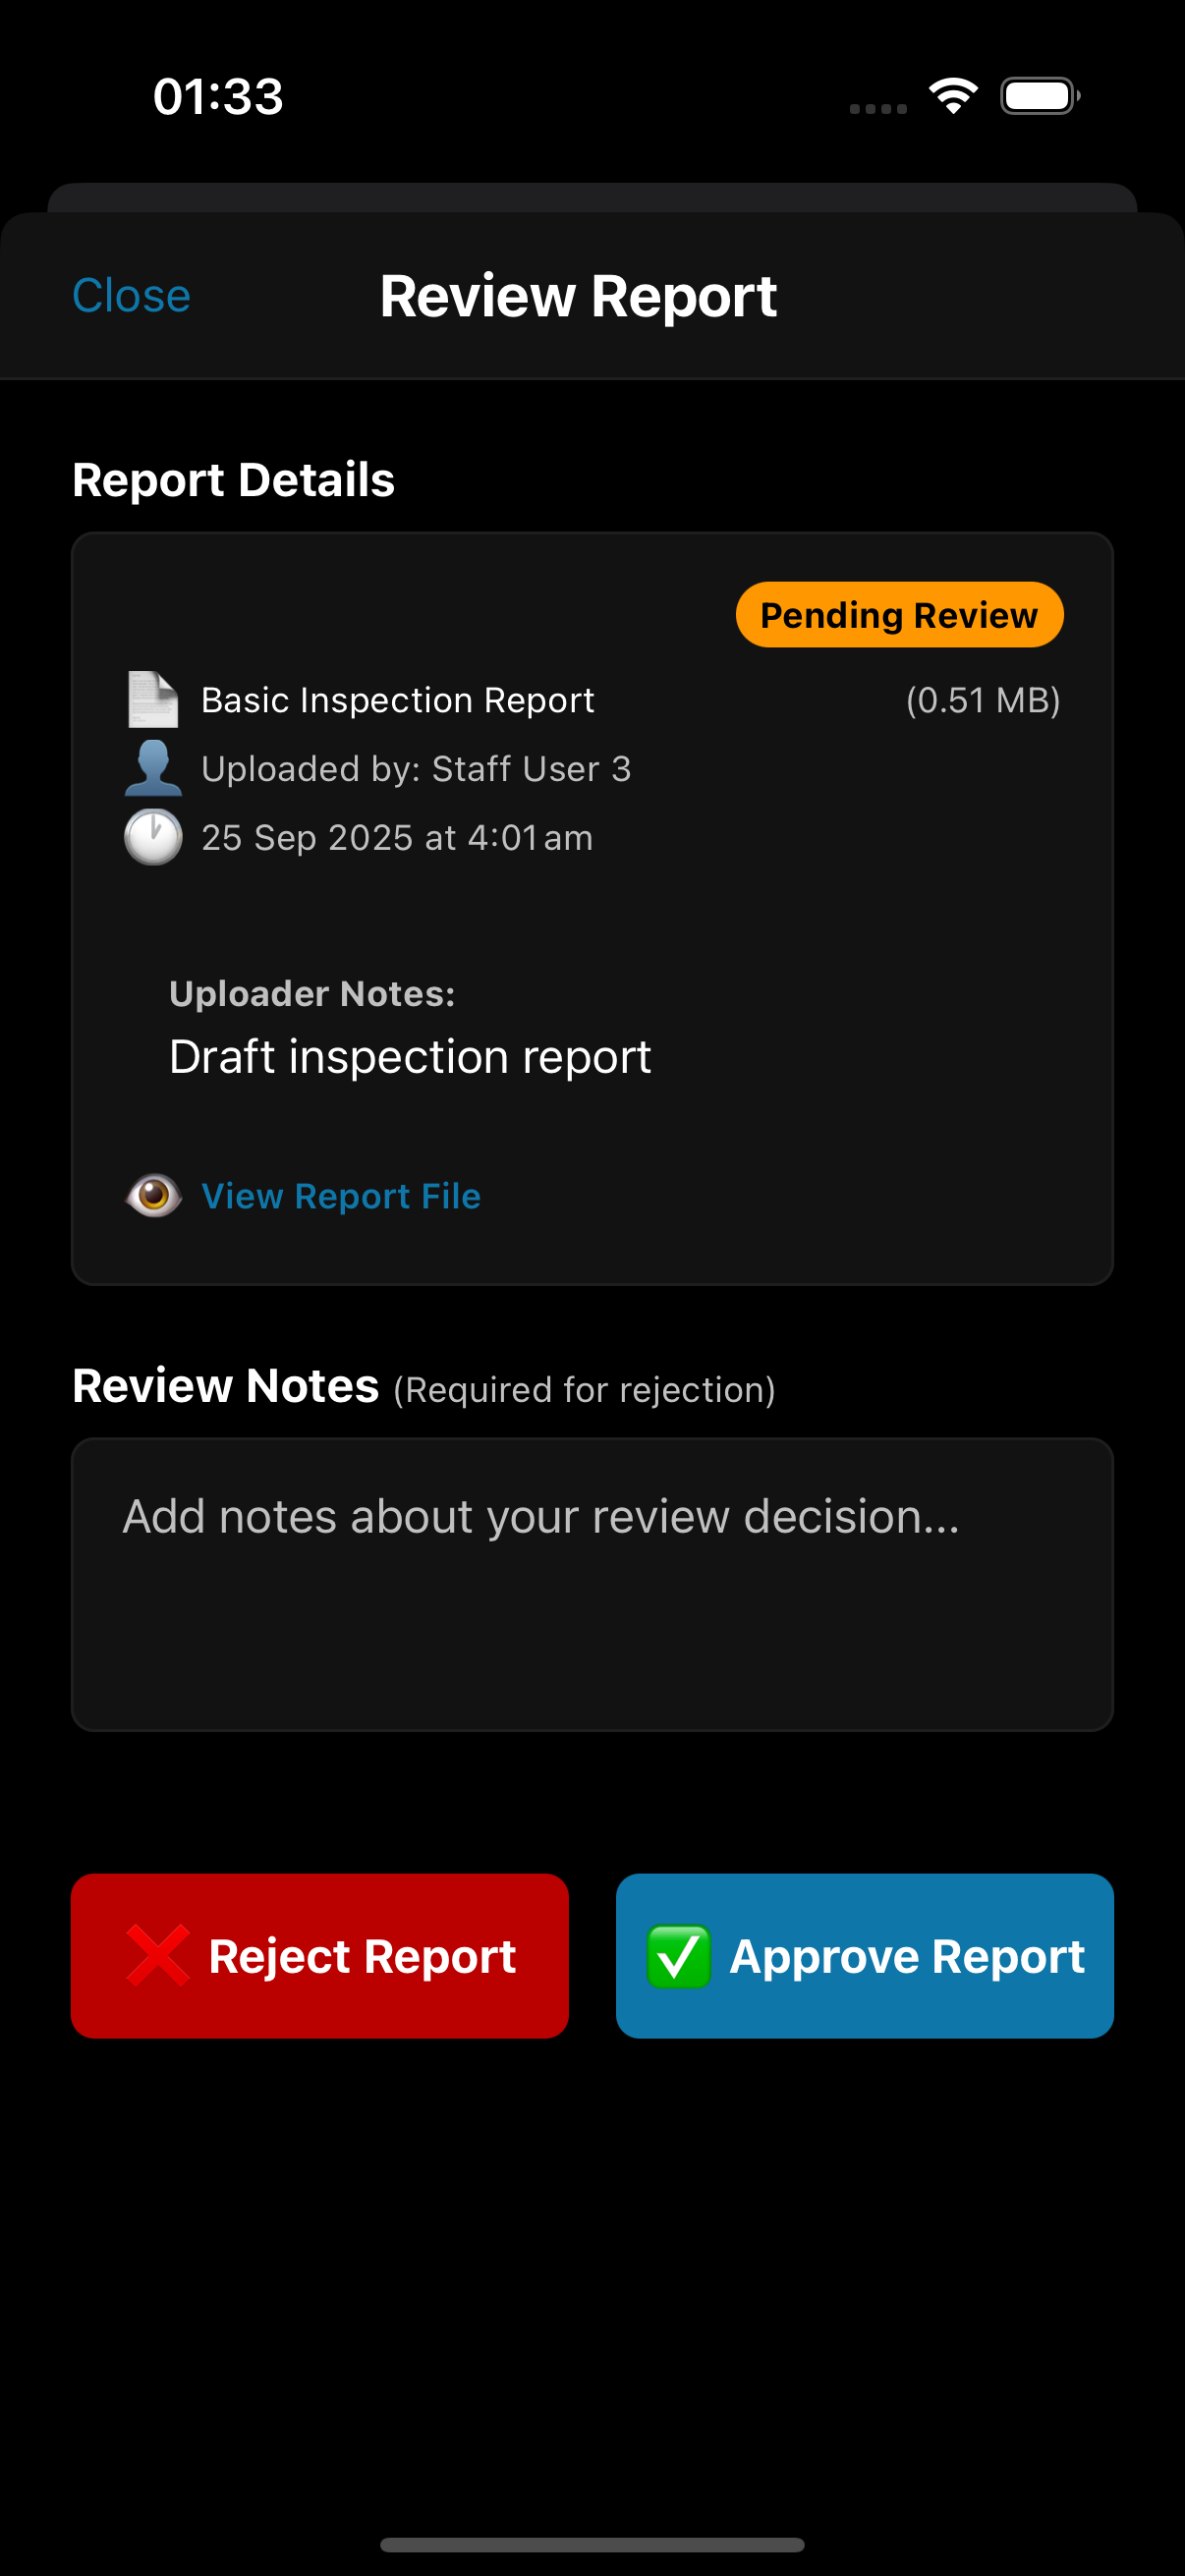 01:33
Close
Review Report
Report Details
Pending Review
Basic Inspection Report (0.51 MB)
Uploaded by: Staff User 3
25 Sep 2025 at 4:01 am
Uploader Notes:
Draft inspection report
View Report File
Review Notes (Required for rejection)
Add notes about your review decision...
Reject Report
Approve Report